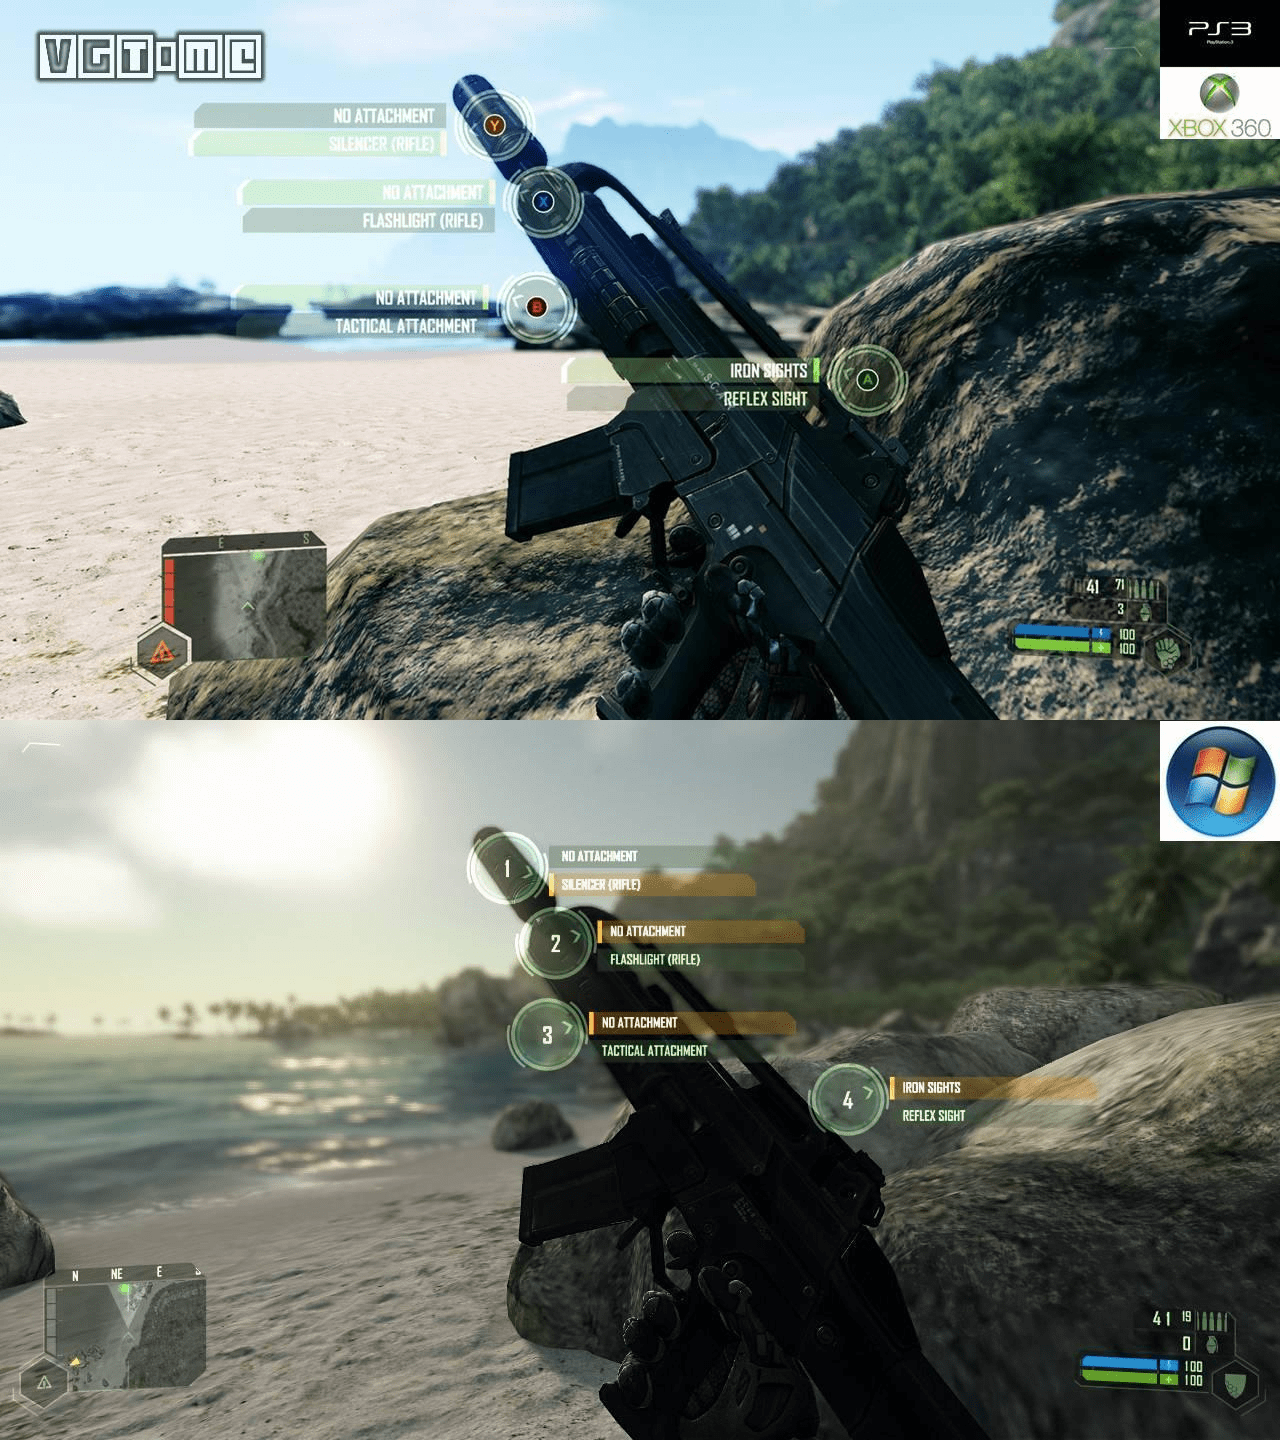 VGTIME
PS3
PlayStation.3
XBOX 360.
NO ATTACHMENT
Y
SILENCER (RIFLE)
NO ATTACHMENT
X
FLASHLIGHT (RIFLE)
NO ATTACHMENT
B
TACTICAL ATTACHMENT
IRON SIGHTS
A
REFLEX SIGHT
E S
41 71
3
100
100
1
NO ATTACHMENT
SILENCER (RIFLE)
2
NO ATTACHMENT
FLASHLIGHT (RIFLE)
3
NO ATTACHMENT
TACTICAL ATTACHMENT
4
IRON SIGHTS
REFLEX SIGHT
N NE E
41 19
0
100
100